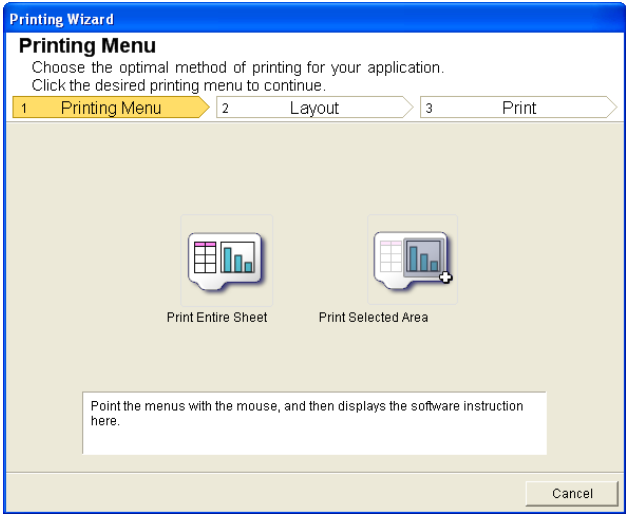 Printing Wizard
Printing Menu
Choose the optimal method of printing for your application.
Click the desired printing menu to continue.
1 Printing Menu 2 Layout 3 Print
Print Entire Sheet Print Selected Area
Point the menus with the mouse, and then displays the software instruction
here.
Cancel